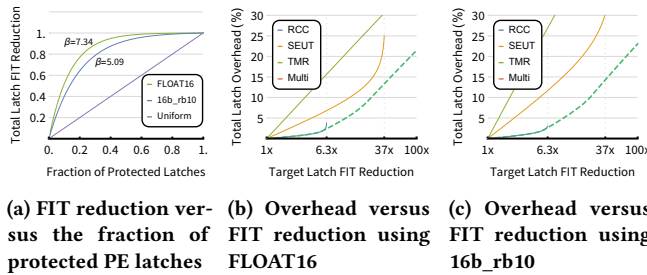 Total Latch FIT Reduction
1.
0.8
0.6
0.4
0.2
β=7.34
β=5.09
FLOAT16
16b_rb10
Uniform
0. 0.2 0.4 0.6 0.8 1.
Fraction of Protected Latches
Total Latch Overhead (%)
30
25
20
15
10
5
RCC
SEUT
TMR
Multi
1x 6.3x 37x 100x
Target Latch FIT Reduction
Total Latch Overhead (%)
30
25
20
15
10
5
RCC
SEUT
TMR
Multi
1x 6.3x 37x 100x
Target Latch FIT Reduction
(a) FIT reduction ver-
sus the fraction of
protected PE latches
(b) Overhead versus
FIT reduction using
FLOAT16
(c) Overhead versus
FIT reduction using
16b_rb10